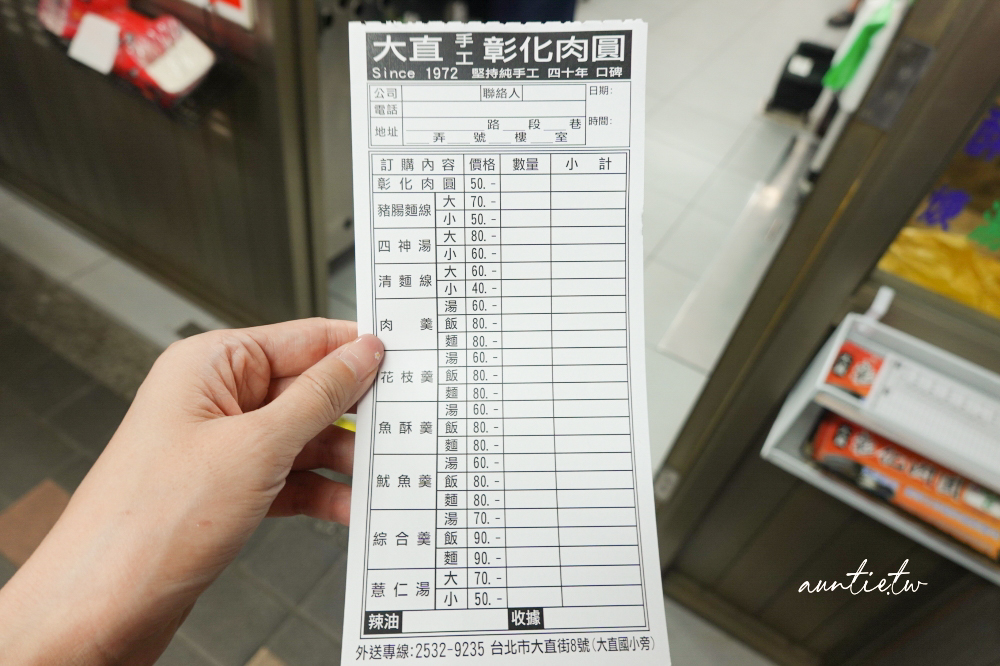 大直 手工 彰化肉圓
Since 1972 堅持純手工 四十年 口碑
公司 聯絡人 日期:
電話
地址 路 段 巷 時間:
弄 號 樓 室
訂購內容 價格 數量 小計
彰化肉圓 50.-
豬腸麵線 大 70.-
小 50.-
四神湯 大 80.-
小 60.-
清麵線 大 60.-
小 40.-
肉羹 湯 60.-
飯 80.-
麵 80.-
花枝羹 湯 60.-
飯 80.-
麵 80.-
魚酥羹 湯 60.-
飯 80.-
麵 80.-
魷魚羹 湯 60.-
飯 80.-
麵 80.-
綜合羹 湯 70.-
飯 90.-
麵 90.-
薏仁湯 大 70.-
小 50.-
辣油 收據
外送專線:2532-9235 台北市大直街8號(大直國小旁)
auntie.tw